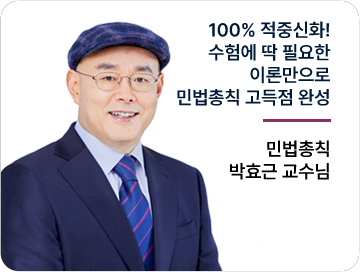 100% 적중신화!
수험에 딱 필요한
이론만으로
민법총칙 고득점 완성
민법총칙
박효근 교수님